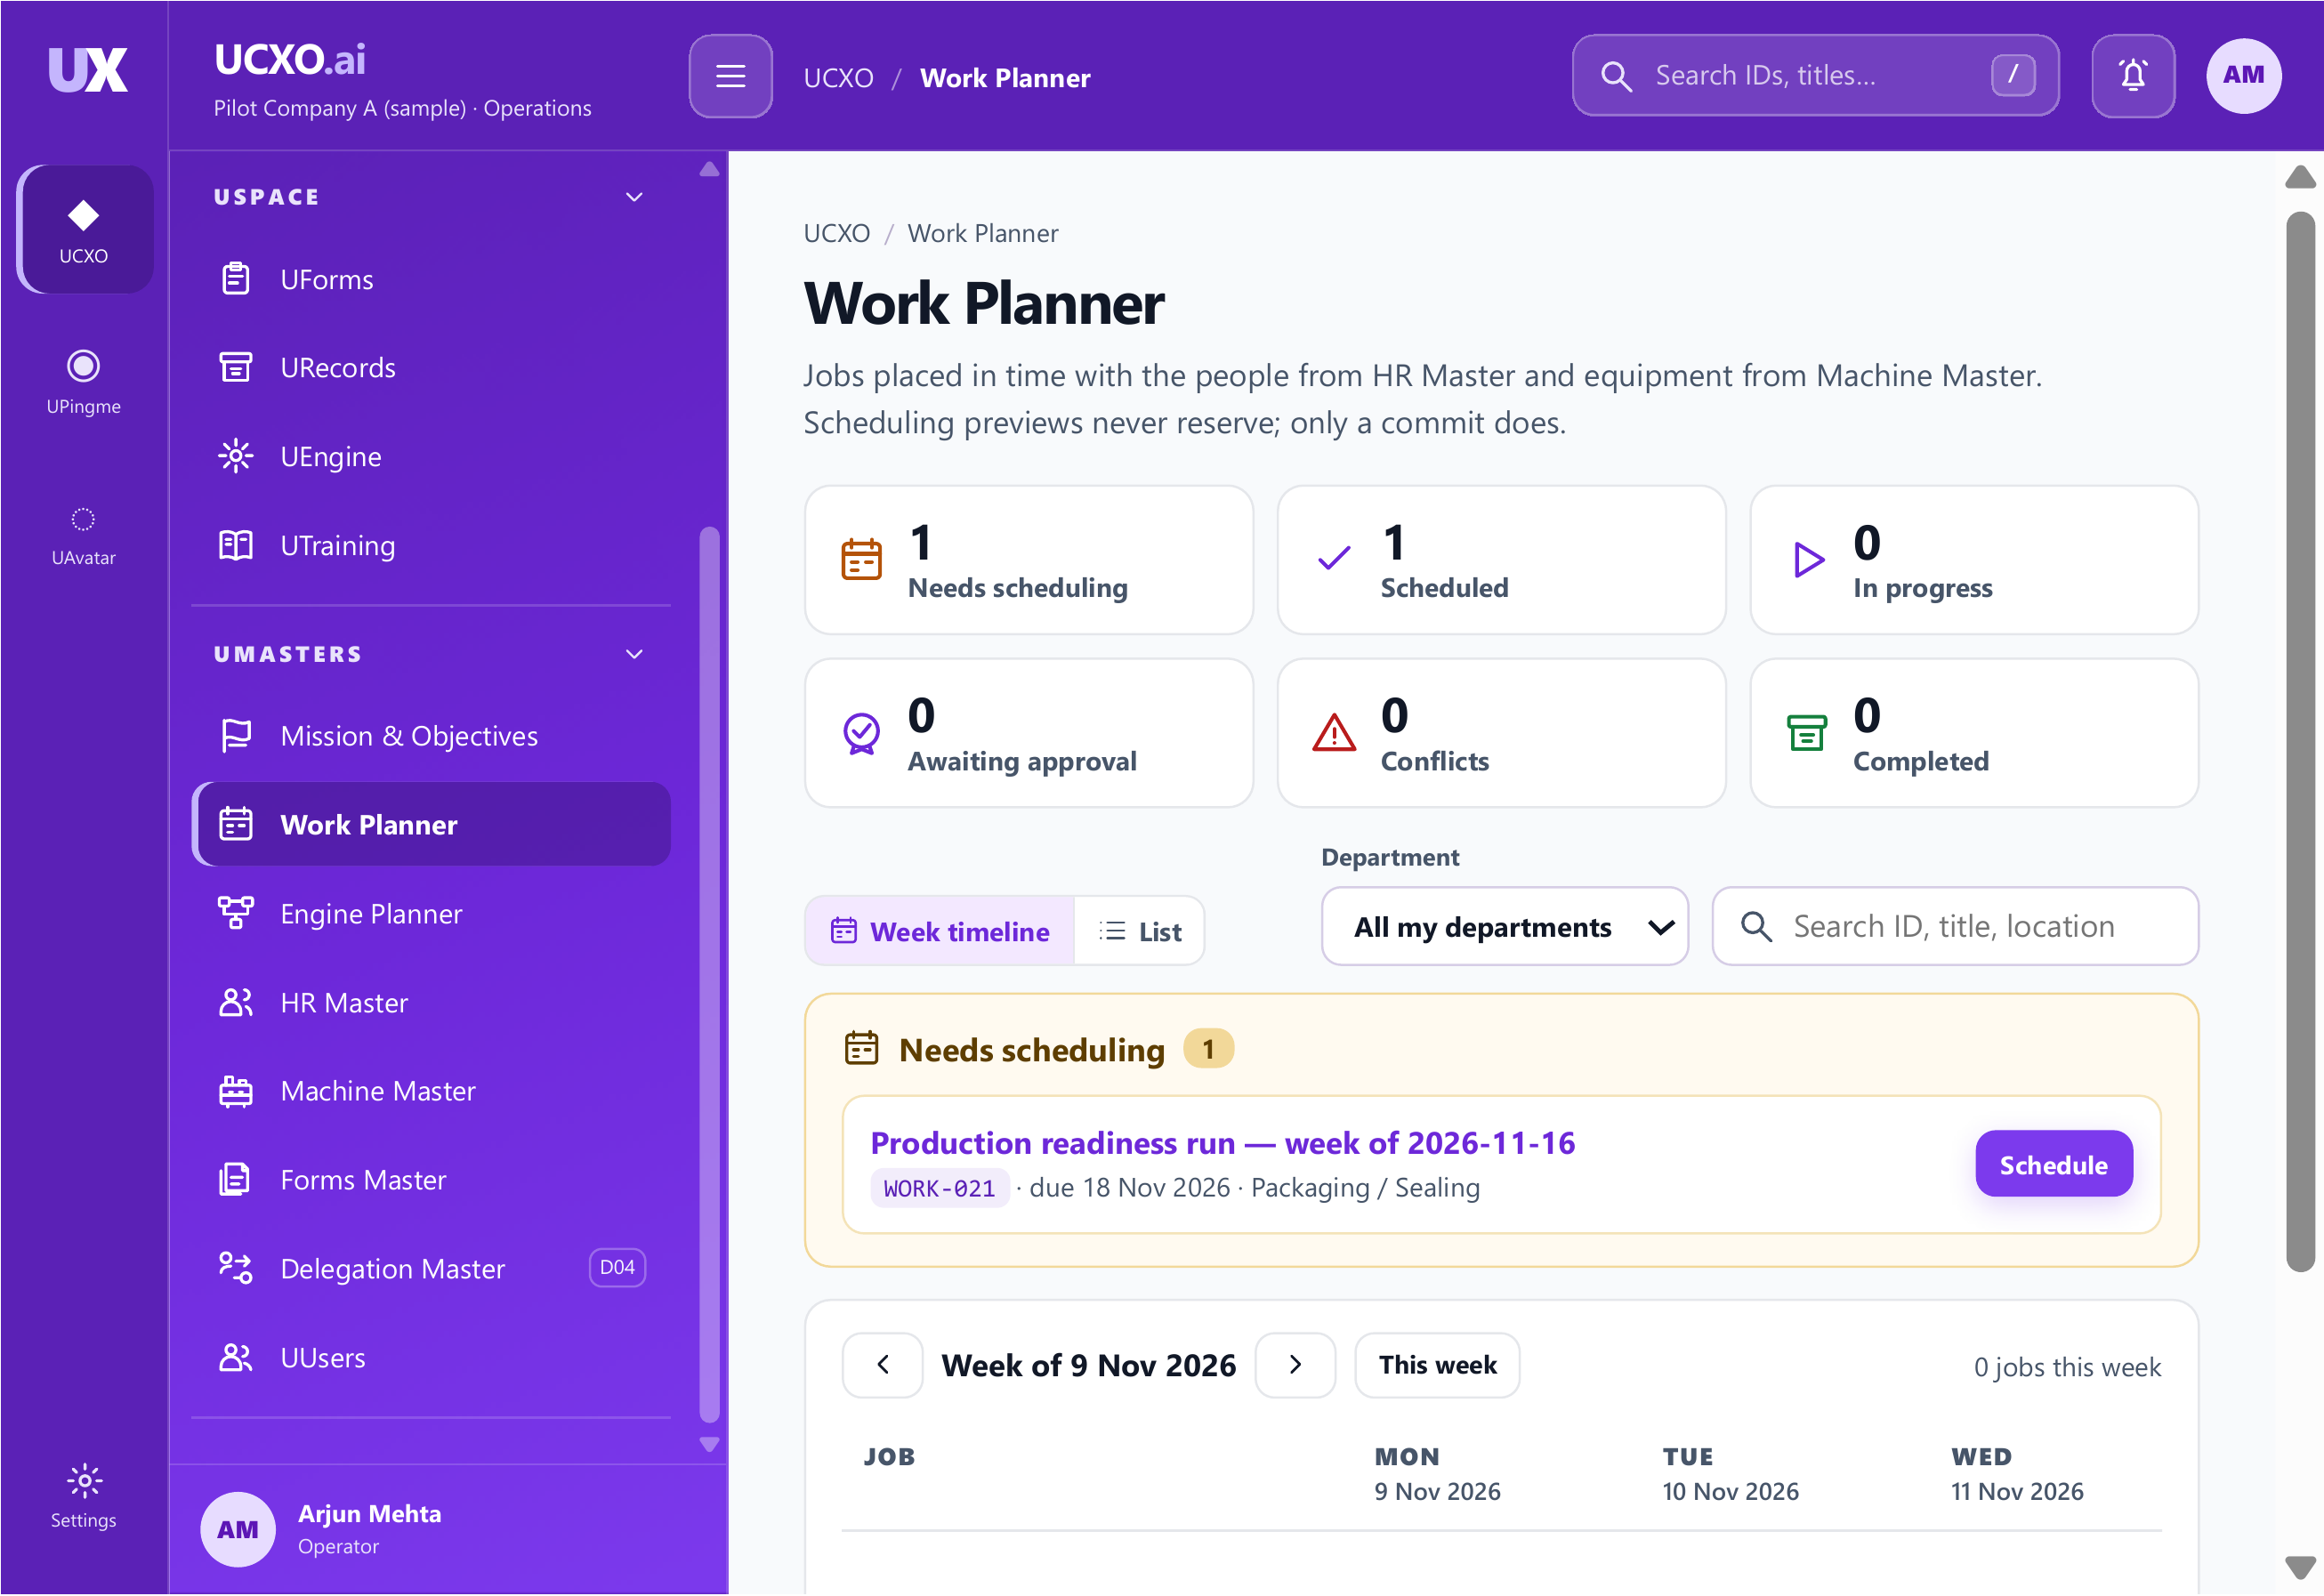 UX
UCXO.ai
Pilot Company A (sample) · Operations
UCXO / Work Planner
Search IDs, titles...
/
AM
UCXO
UPingme
UAvatar
Settings
USPACE
UForms
URecords
UEngine
UTraining
UMASTERS
Mission & Objectives
Work Planner
Engine Planner
HR Master
Machine Master
Forms Master
Delegation Master D04
UUsers
AM
Arjun Mehta
Operator
UCXO / Work Planner
Work Planner
Jobs placed in time with the people from HR Master and equipment from Machine Master.
Scheduling previews never reserve; only a commit does.
1
Needs scheduling
1
Scheduled
0
In progress
0
Awaiting approval
0
Conflicts
0
Completed
Department
Week timeline
List
All my departments
Search ID, title, location
Needs scheduling 1
Production readiness run — week of 2026-11-16
WORK-021 · due 18 Nov 2026 · Packaging / Sealing
Schedule
Week of 9 Nov 2026
This week
0 jobs this week
JOB
MON
9 Nov 2026
TUE
10 Nov 2026
WED
11 Nov 2026